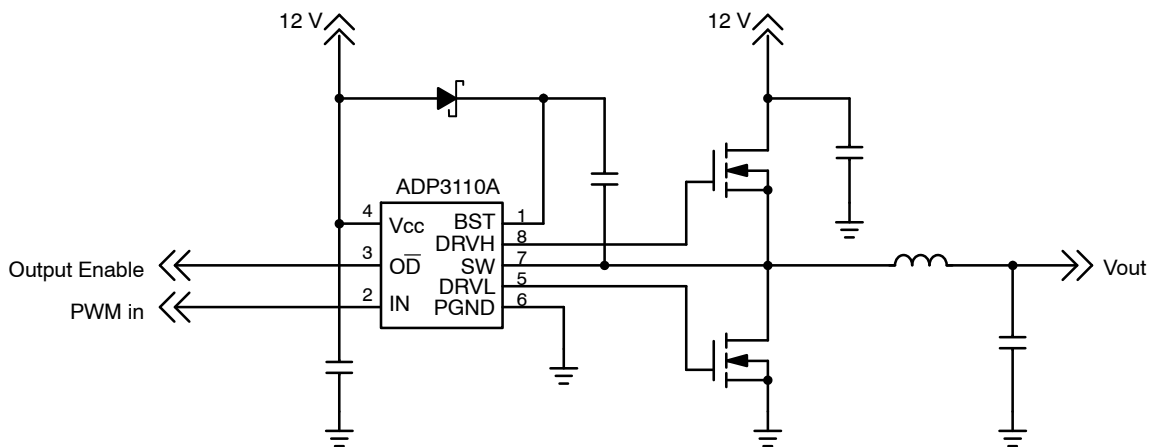 12 V
12 V
ADP3110A
4
Vcc
BST
1
DRVH
8
Output Enable
3
OD̅
SW
7
Vout
DRVL
5
PWM in
2
IN
PGND
6